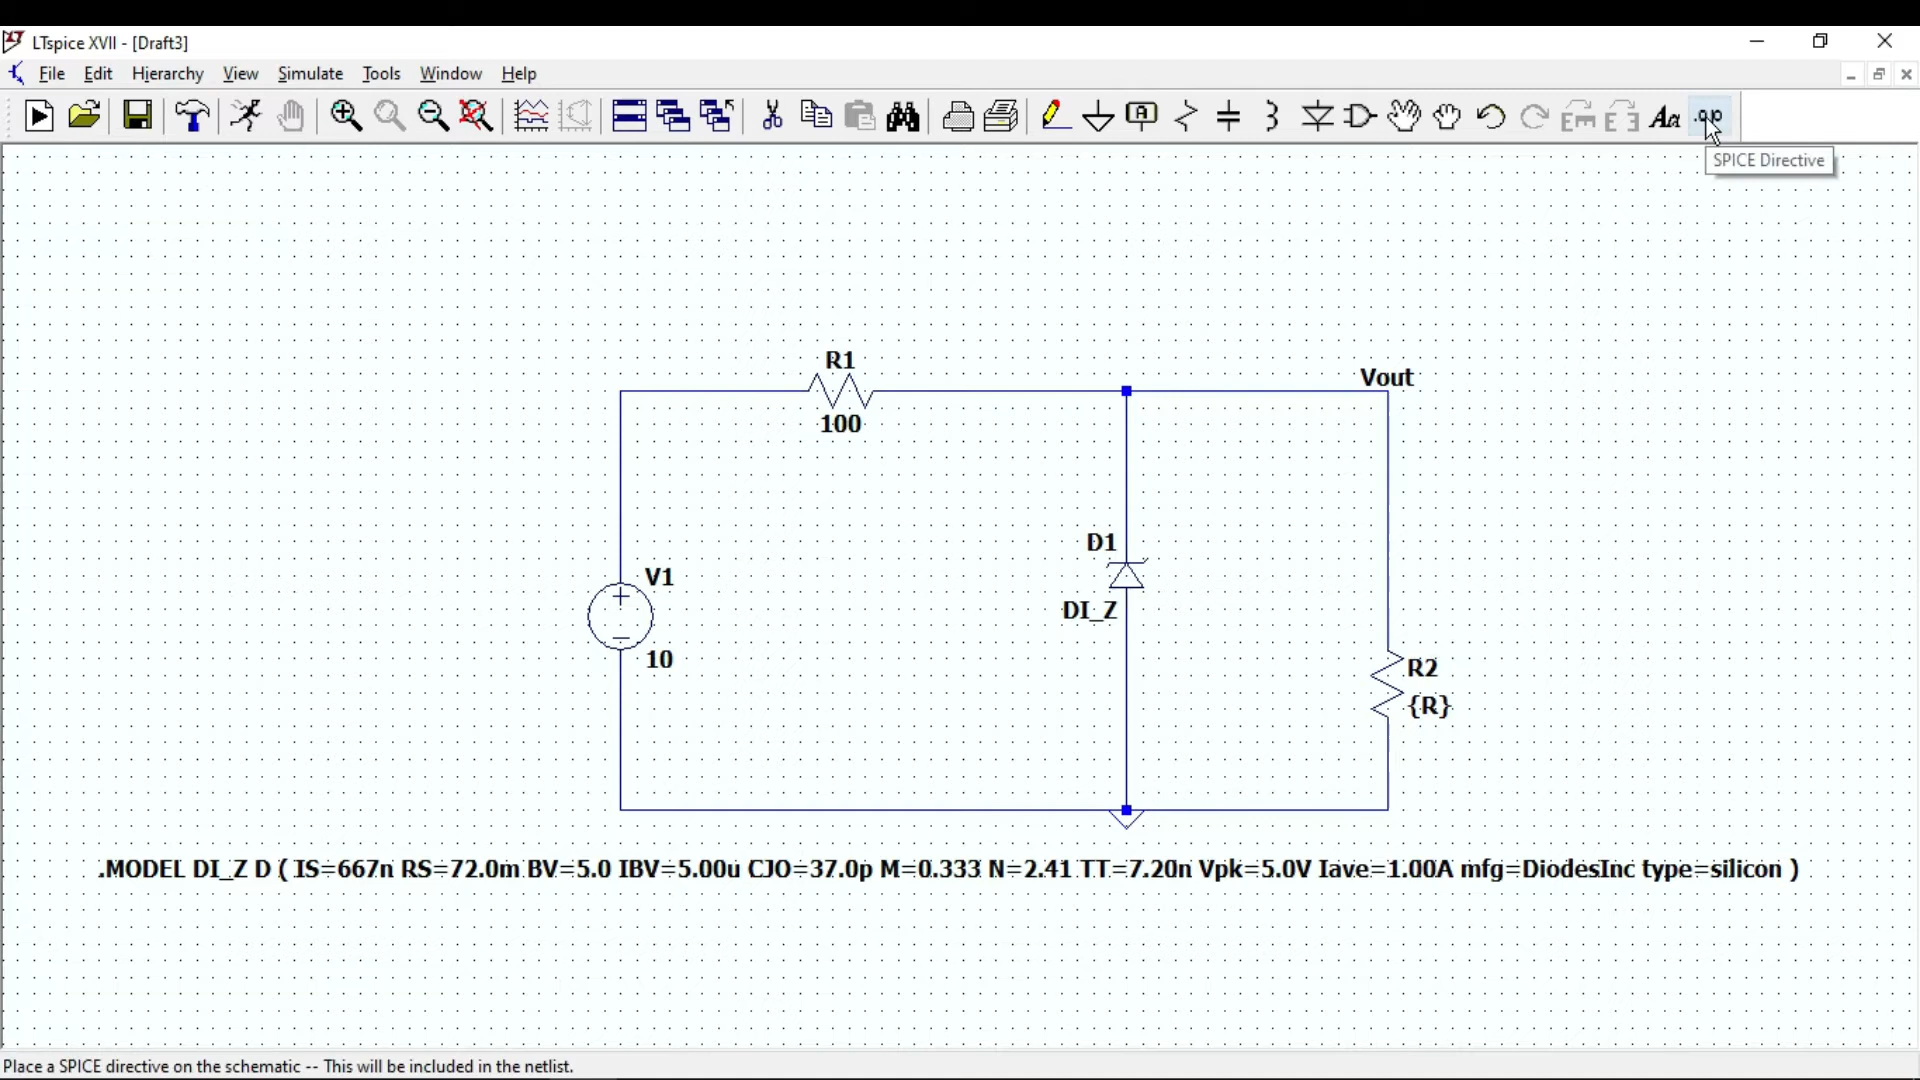 LTspice XVII - [Draft3]
File Edit Hierarchy View Simulate Tools Window Help
A Aa .op
SPICE Directive
R1
100
Vout
D1
DI_Z
V1
10
R2
{R}
.MODEL DI_Z D ( IS=667n RS=72.0m BV=5.0 IBV=5.00u CJO=37.0p M=0.333 N=2.41 TT=7.20n Vpk=5.0V Iave=1.00A mfg=DiodesInc type=silicon )
Place a SPICE directive on the schematic -- This will be included in the netlist.